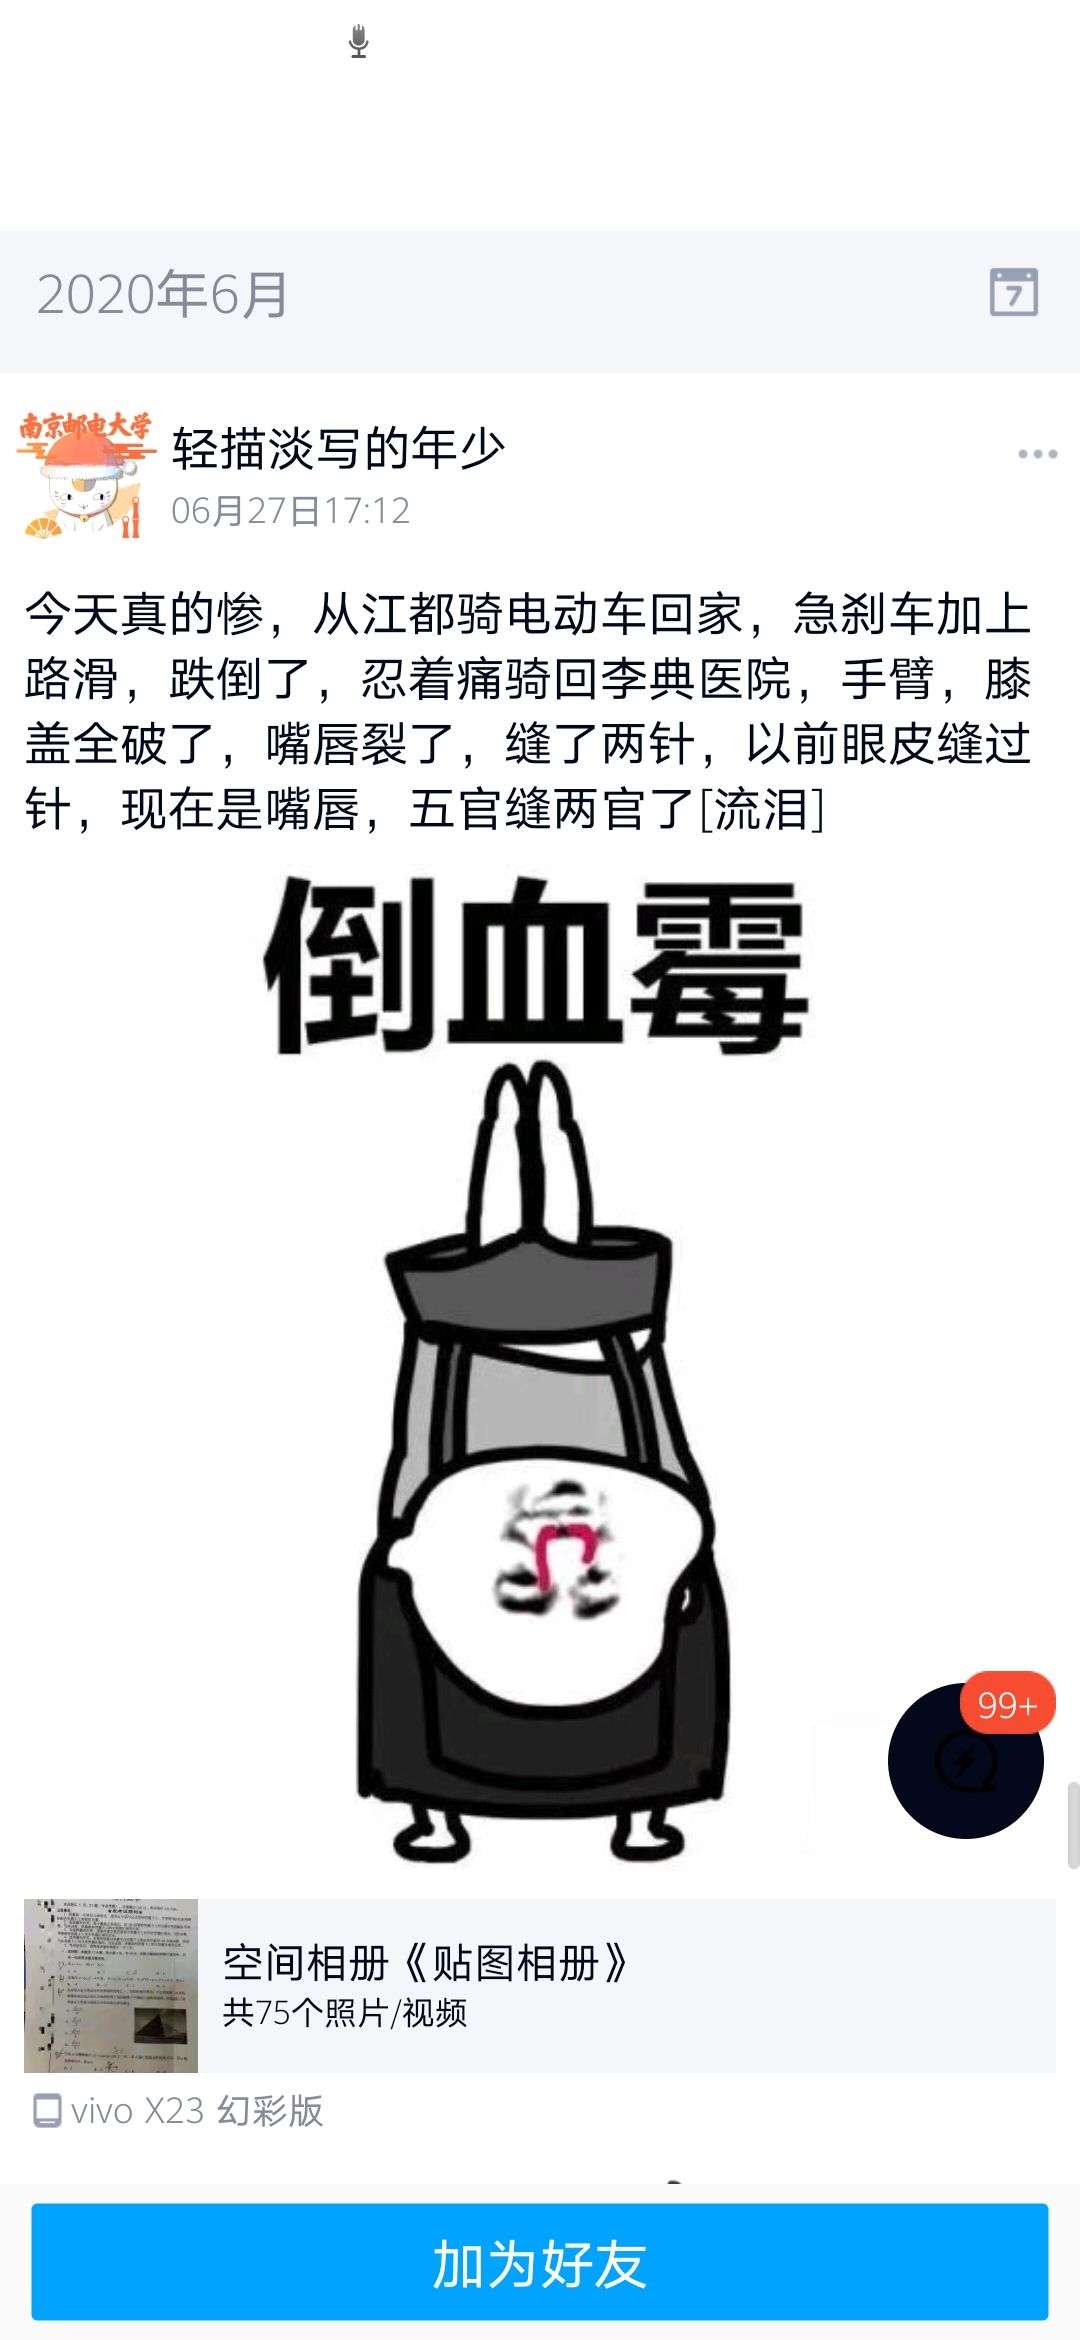 2020年6月
7
南京邮电大学
轻描淡写的年少
06月27日17:12
今天真的惨，从江都骑电动车回家，急刹车加上
路滑，跌倒了，忍着痛骑回李典医院，手臂，膝
盖全破了，嘴唇裂了，缝了两针，以前眼皮缝过
针，现在是嘴唇，五官缝两官了[流泪]
倒血霉
99+
空间相册《贴图相册》
共75个照片/视频
vivo X23 幻彩版
加为好友